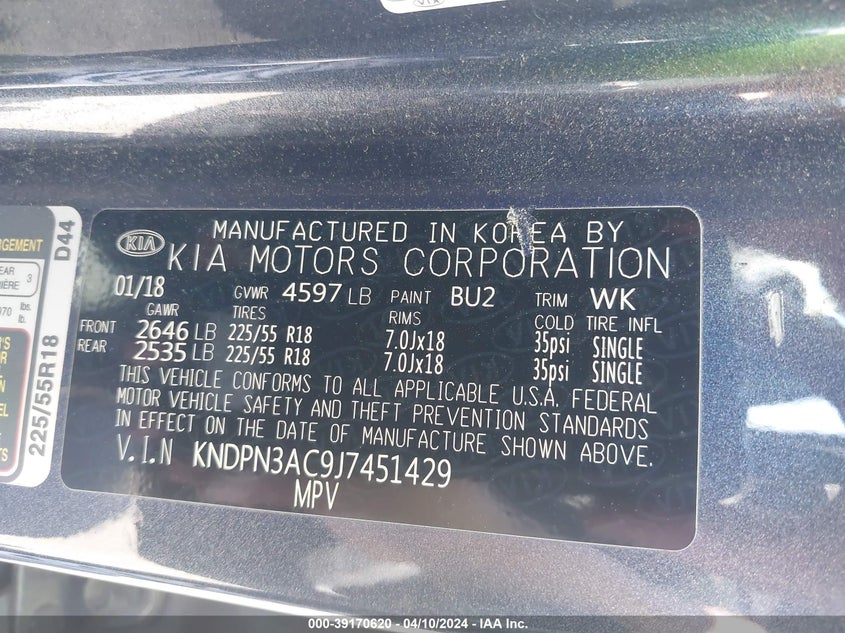 KIA
MANUFACTURED IN KOREA BY
KIA MOTORS CORPORATION
01/18 GVWR 4597 LB PAINT BU2 TRIM WK
GAWR TIRES RIMS COLD TIRE INFL
FRONT 2646 LB 225/55 R18 7.0Jx18 35psi SINGLE
REAR 2535 LB 225/55 R18 7.0Jx18 35psi SINGLE
THIS VEHICLE CONFORMS TO ALL APPLICABLE U.S.A. FEDERAL
MOTOR VEHICLE SAFETY AND THEFT PREVENTION STANDARDS
IN EFFECT ON THE DATE OF MANUFACTURE SHOWN ABOVE.
V.I.N KNDPN3AC9J7451429
MPV
D44
225/55R18
3
lbs.
lb.
000-39170620 - 04/10/2024 - IAA Inc.